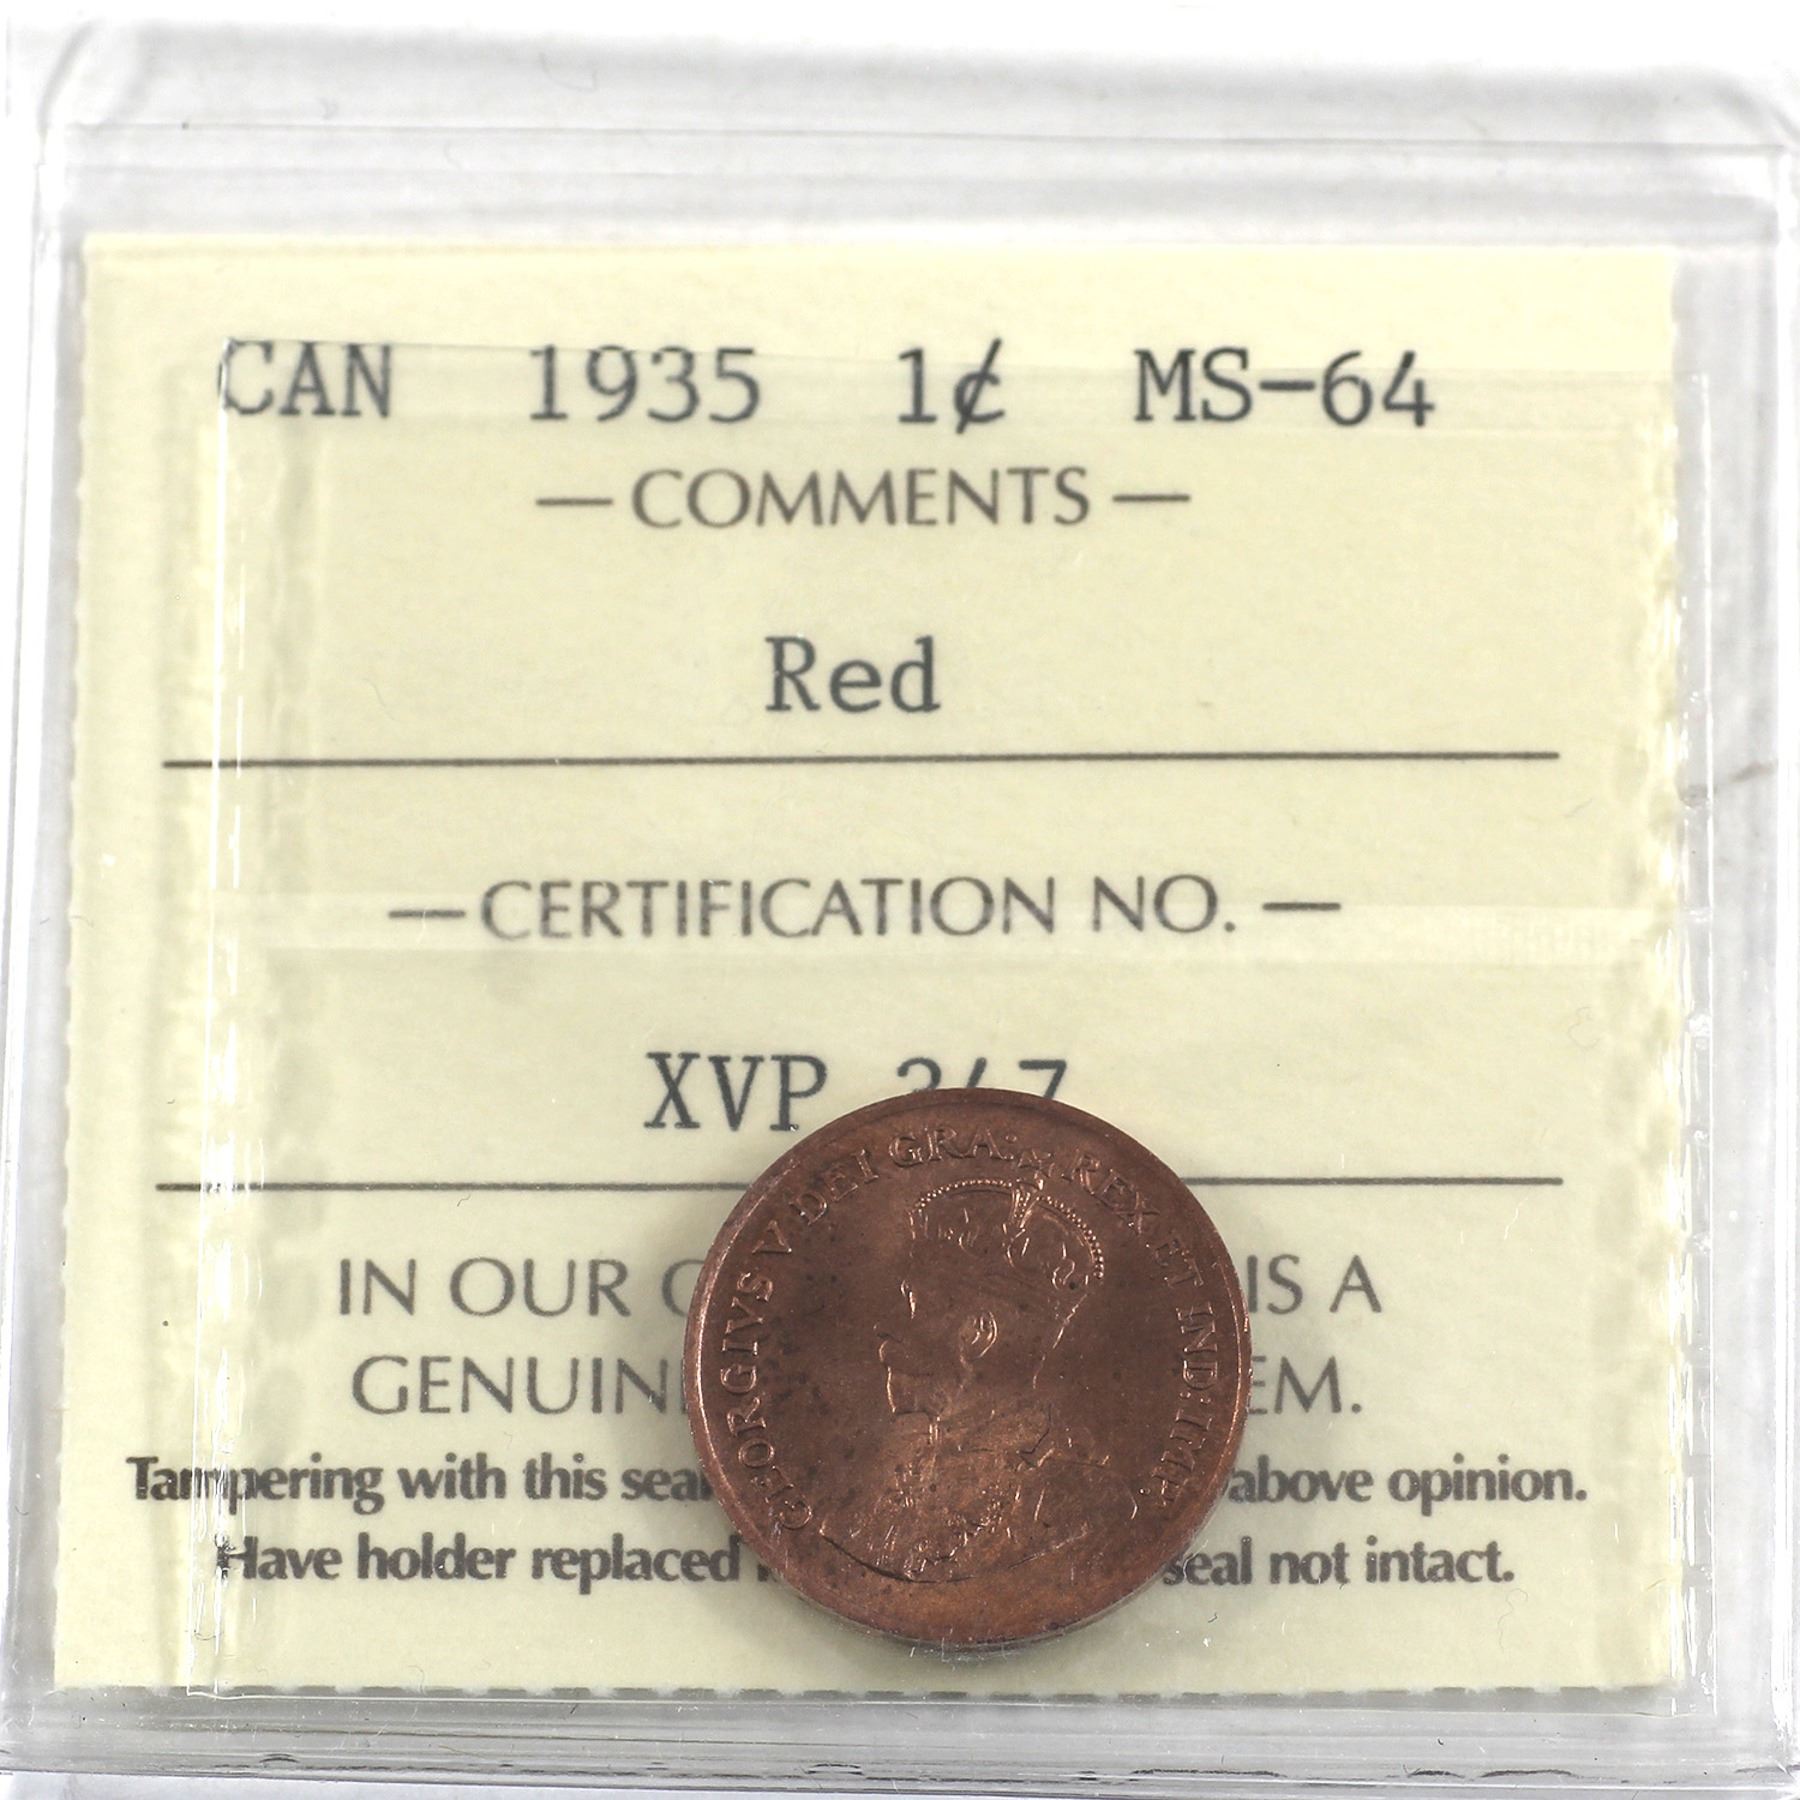 CAN 1935 1¢ MS-64
— COMMENTS —
Red
— CERTIFICATION NO. —
XVP
IN OUR IS A
GENUIN EM.
Tampering with this seal above opinion.
Have holder replaced seal not intact.
GEORGIVS V DEI GRA: REX ET IND: IMP: